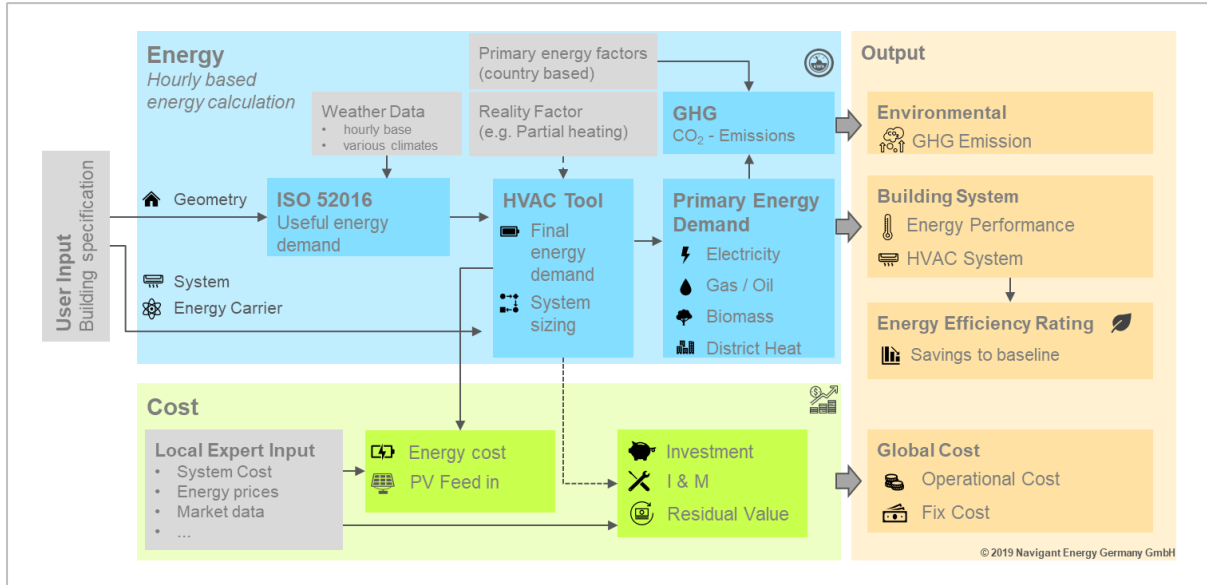 Energy
Hourly based
energy calculation
Primary energy factors
(country based)
Weather Data
• hourly base
• various climates
Reality Factor
(e.g. Partial heating)
GHG
CO₂ - Emissions
User Input
Building specification
Geometry
System
Energy Carrier
ISO 52016
Useful energy
demand
HVAC Tool
Final
energy
demand
System
sizing
Primary Energy
Demand
Electricity
Gas / Oil
Biomass
District Heat
Cost
Local Expert Input
• System Cost
• Energy prices
• Market data
• ...
Energy cost
PV Feed in
Investment
I & M
Residual Value
Output
Environmental
GHG Emission
Building System
Energy Performance
HVAC System
Energy Efficiency Rating
Savings to baseline
Global Cost
Operational Cost
Fix Cost
© 2019 Navigant Energy Germany GmbH